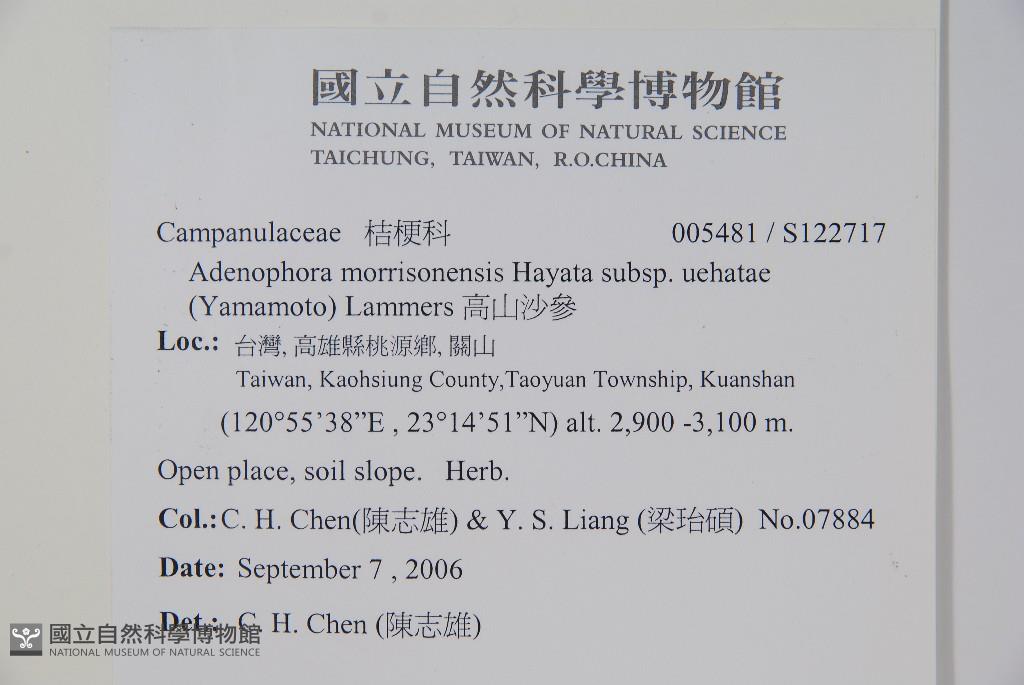 國立自然科學博物館
NATIONAL MUSEUM OF NATURAL SCIENCE
TAICHUNG, TAIWAN, R.O.CHINA
Campanulaceae 桔梗科 005481 / S122717
Adenophora morrisonensis Hayata subsp. uehatae
(Yamamoto) Lammers 高山沙參
Loc.: 台灣, 高雄縣桃源鄉, 關山
Taiwan, Kaohsiung County,Taoyuan Township, Kuanshan
(120°55’38”E , 23°14’51”N) alt. 2,900 -3,100 m.
Open place, soil slope. Herb.
Col.: C. H. Chen(陳志雄) & Y. S. Liang (梁珆碩) No.07884
Date: September 7 , 2006
Det.: C. H. Chen (陳志雄)
國立自然科學博物館
NATIONAL MUSEUM OF NATURAL SCIENCE